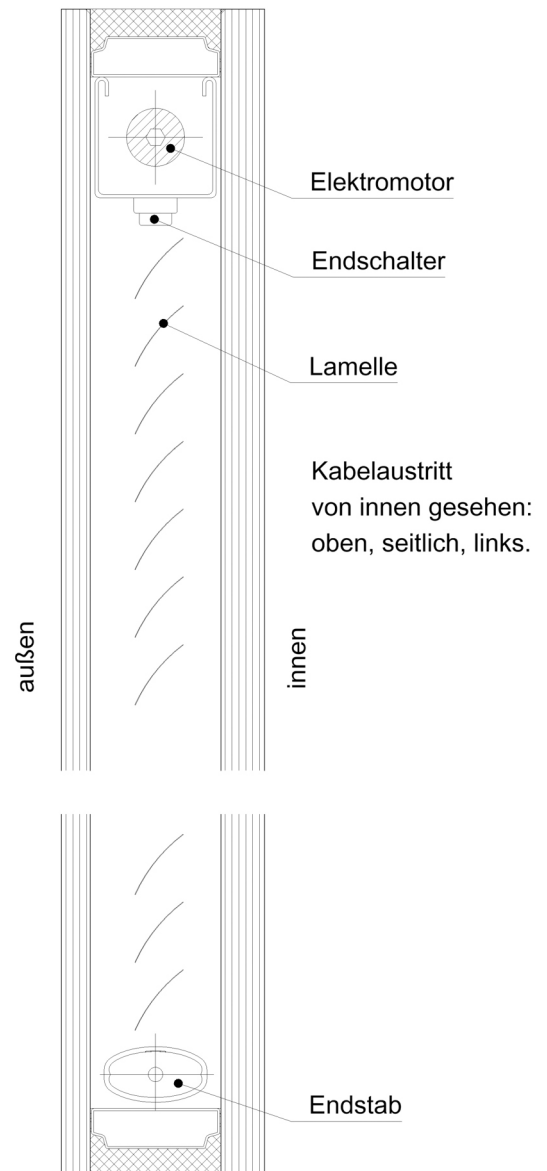 Elektromotor
Endschalter
Lamelle
Kabelaustritt
von innen gesehen:
oben, seitlich, links.
außen
innen
Endstab